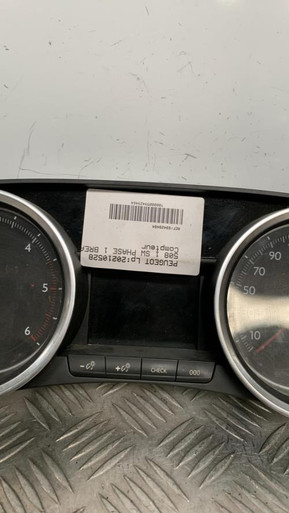 PEUGEOT Lp:20210528
508 1 SW PHASE 1 BREA
Compteur
4
5
6
90
70
50
30
10
CHECK
000